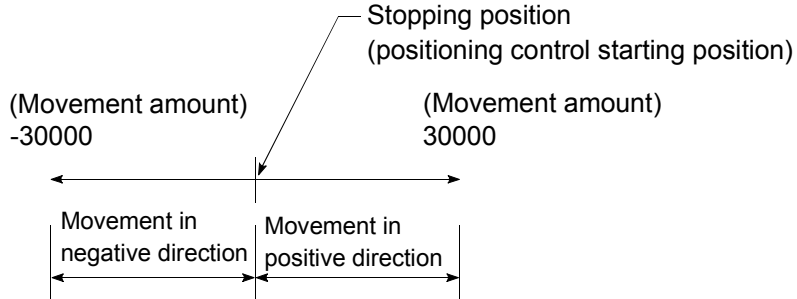 Stopping position
(positioning control starting position)
(Movement amount)
-30000
(Movement amount)
30000
Movement in
negative direction
Movement in
positive direction